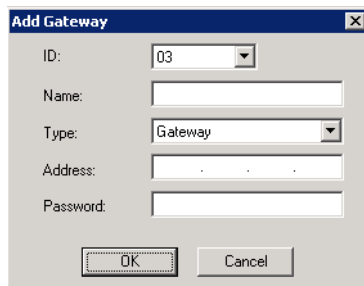 Add Gateway
ID: 03
Name:
Type: Gateway
Address: . . .
Password:
OK Cancel